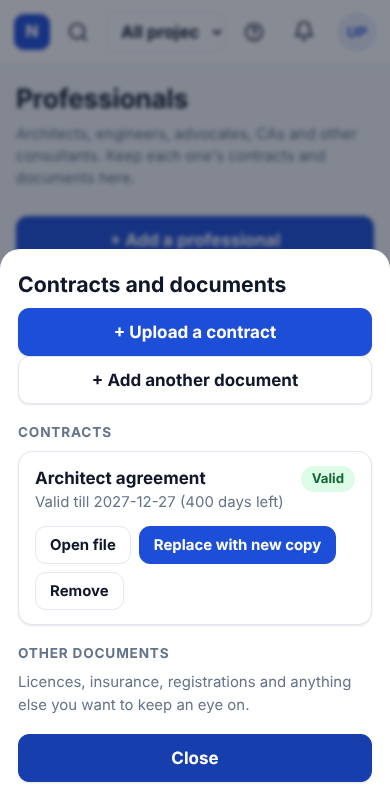 N
All projec
UP
Professionals
Architects, engineers, advocates, CAs and other
consultants. Keep each one's contracts and
documents here.
+ Add a professional
Contracts and documents
+ Upload a contract
+ Add another document
CONTRACTS
Architect agreement
Valid
Valid till 2027-12-27 (400 days left)
Open file
Replace with new copy
Remove
OTHER DOCUMENTS
Licences, insurance, registrations and anything
else you want to keep an eye on.
Close